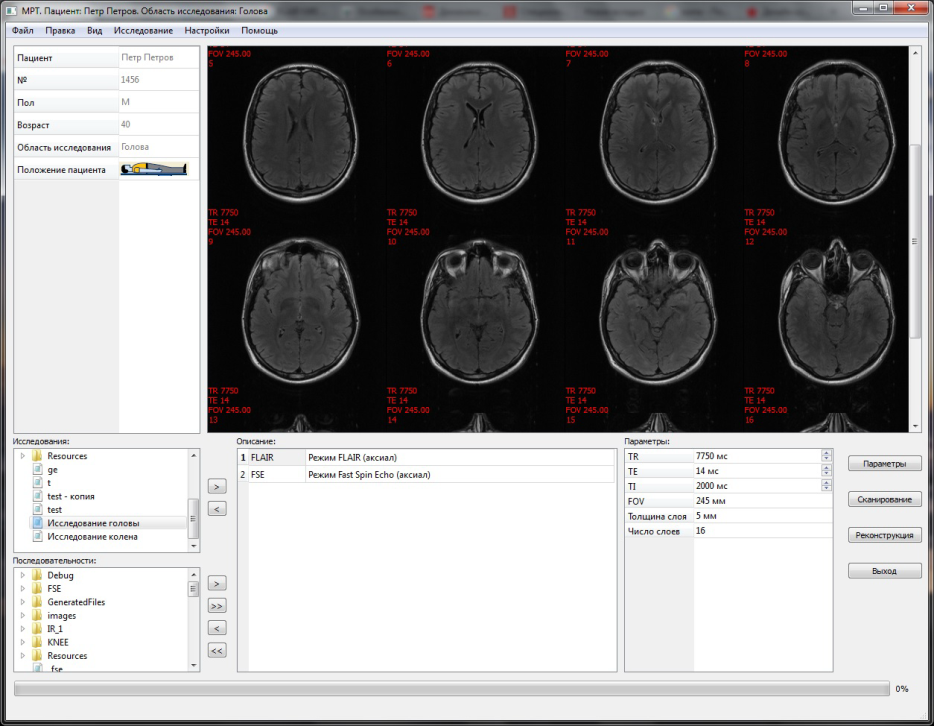 МРТ. Пациент: Петр Петров. Область исследования: Голова
Файл Правка Вид Исследование Настройки Помощь
Пациент Петр Петров
№ 1456
Пол М
Возраст 40
Область исследования Голова
Положение пациента
FOV 245.00 FOV 245.00 FOV 245.00 FOV 245.00
5 6 7 8
TR 7750 TR 7750 TR 7750 TR 7750
TE 14 TE 14 TE 14 TE 14
FOV 245.00 FOV 245.00 FOV 245.00 FOV 245.00
9 10 11 12
TR 7750 TR 7750 TR 7750 TR 7750
TE 14 TE 14 TE 14 TE 14
FOV 245.00 FOV 245.00 FOV 245.00 FOV 245.00
13 14 15 16
Исследования:
Resources
ge
t
test - копия
test
Исследование головы
Исследование колена
Последовательности:
Debug
FSE
GeneratedFiles
images
IR_1
KNEE
Resources
_fse
>
<
>
>>
<
<<
Описание:
1 FLAIR Режим FLAIR (аксиал)
2 FSE Режим Fast Spin Echo (аксиал)
Параметры:
TR 7750 мс
TE 14 мс
TI 2000 мс
FOV 245 мм
Толщина слоя 5 мм
Число слоев 16
Параметры
Сканирование
Реконструкция
Выход
0%